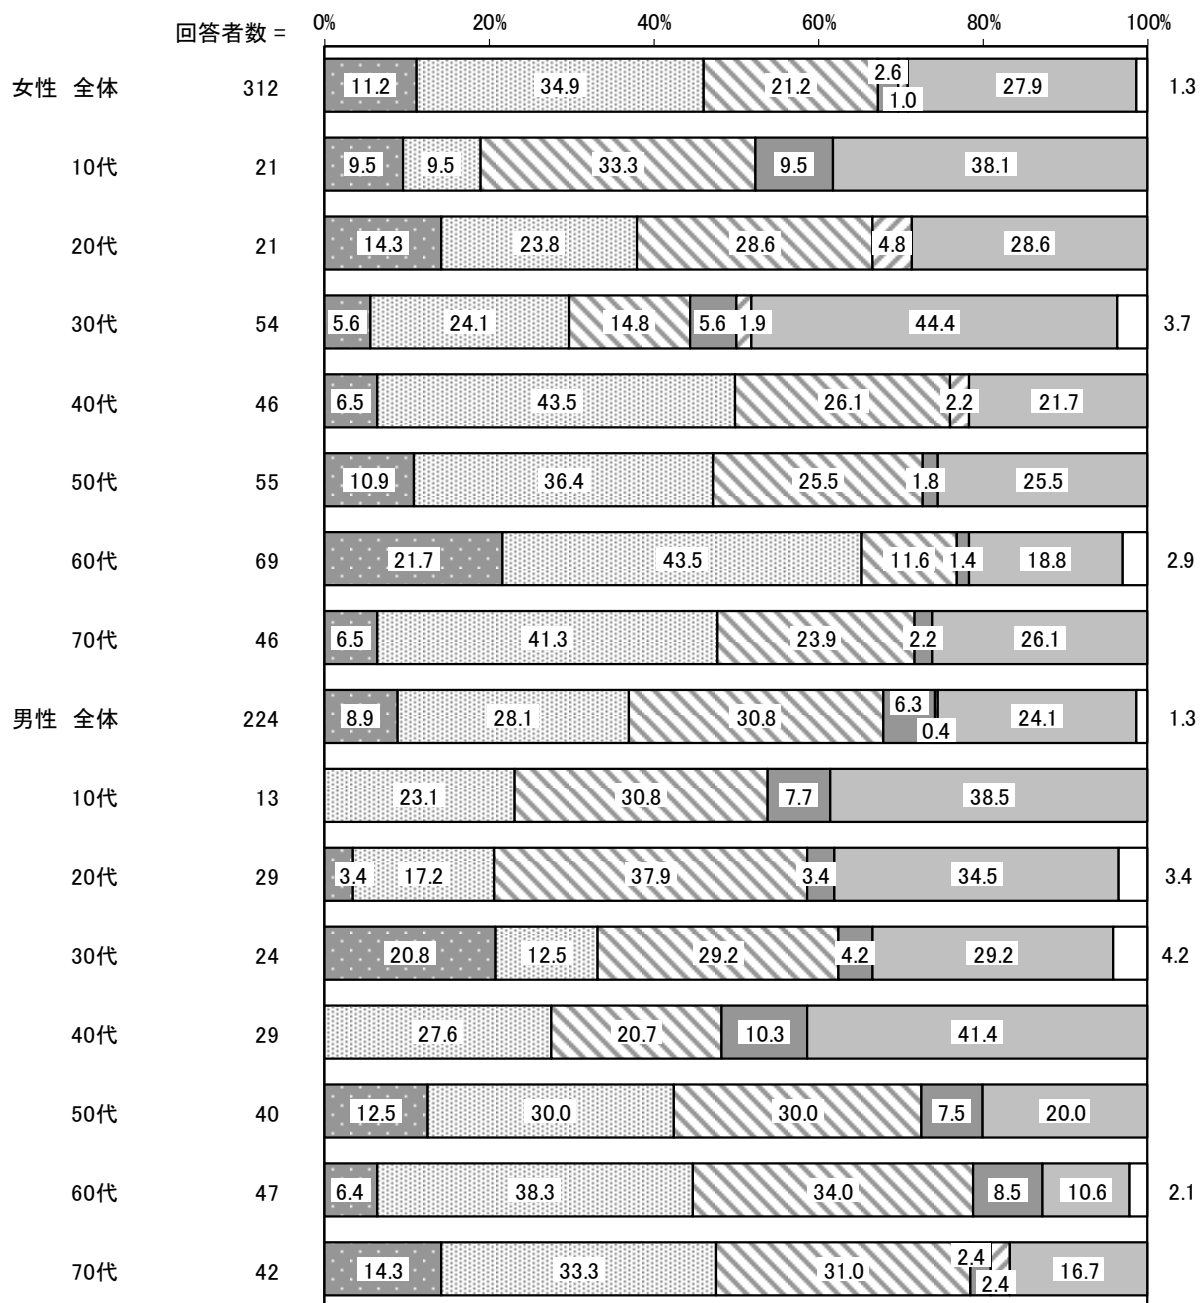 0% 20% 40% 60% 80% 100%
回答者数 =
女性 全体 312 11.2 34.9 21.2 2.6 1.0 27.9 1.3
10代 21 9.5 9.5 33.3 9.5 38.1
20代 21 14.3 23.8 28.6 4.8 28.6
30代 54 5.6 24.1 14.8 5.6 1.9 44.4 3.7
40代 46 6.5 43.5 26.1 2.2 21.7
50代 55 10.9 36.4 25.5 1.8 25.5
60代 69 21.7 43.5 11.6 1.4 18.8 2.9
70代 46 6.5 41.3 23.9 2.2 26.1
男性 全体 224 8.9 28.1 30.8 6.3 0.4 24.1 1.3
10代 13 23.1 30.8 7.7 38.5
20代 29 3.4 17.2 37.9 3.4 34.5 3.4
30代 24 20.8 12.5 29.2 4.2 29.2 4.2
40代 29 27.6 20.7 10.3 41.4
50代 40 12.5 30.0 30.0 7.5 20.0
60代 47 6.4 38.3 34.0 8.5 10.6 2.1
70代 42 14.3 33.3 31.0 2.4 2.4 16.7